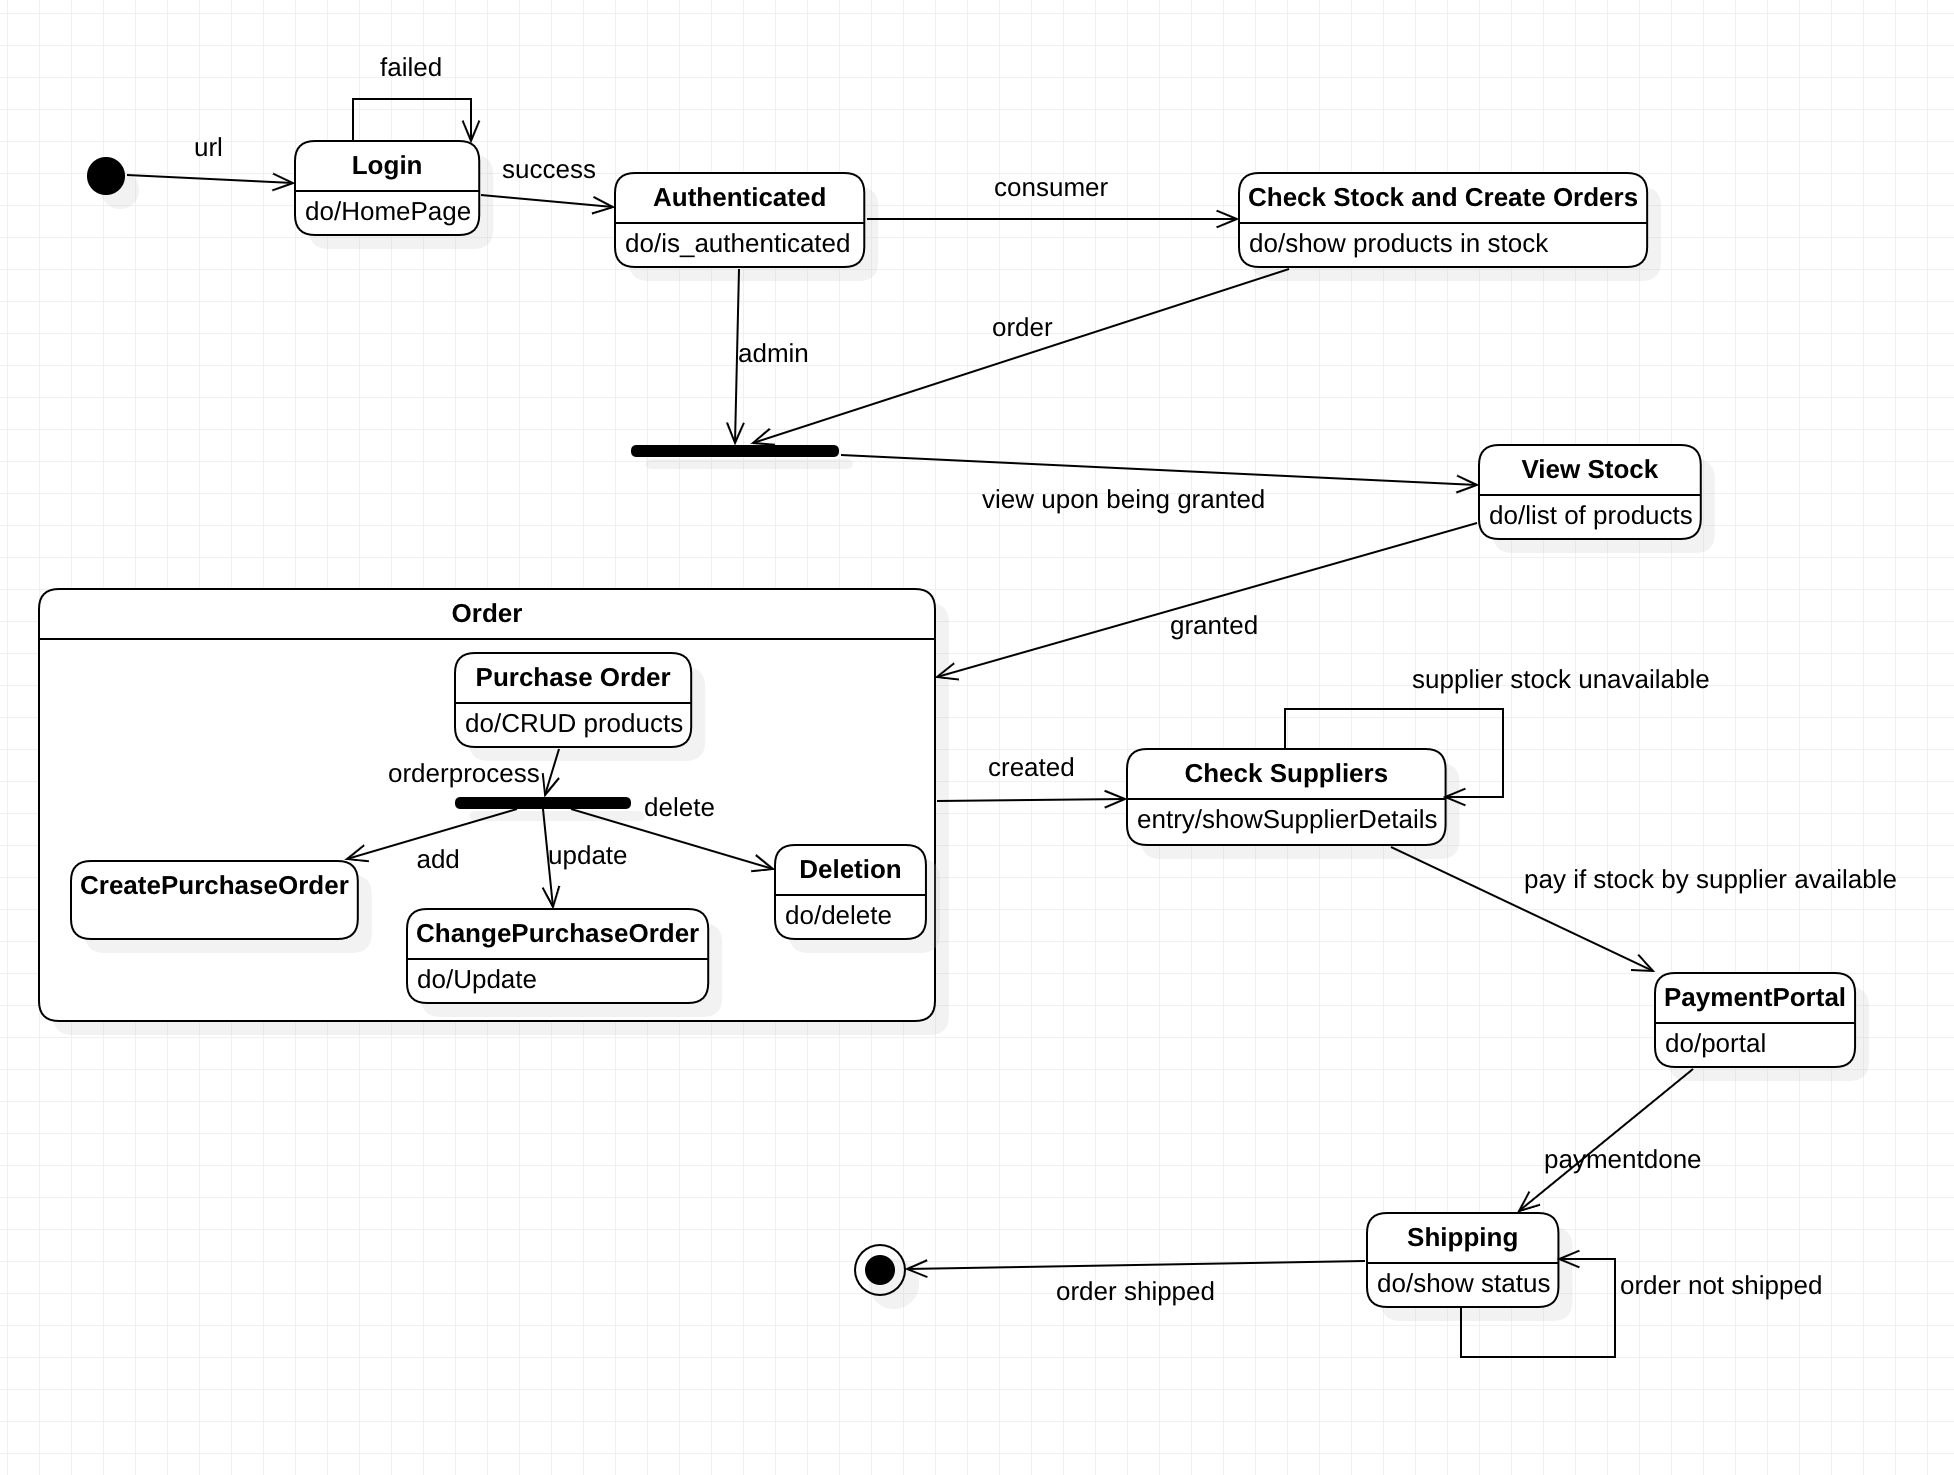 failed
url
Login
do/HomePage
success
Authenticated
do/is_authenticated
consumer
Check Stock and Create Orders
do/show products in stock
order
admin
view upon being granted
View Stock
do/list of products
granted
Order
Purchase Order
do/CRUD products
orderprocess
delete
add
update
CreatePurchaseOrder
ChangePurchaseOrder
do/Update
Deletion
do/delete
created
supplier stock unavailable
Check Suppliers
entry/showSupplierDetails
pay if stock by supplier available
PaymentPortal
do/portal
paymentdone
Shipping
do/show status
order not shipped
order shipped